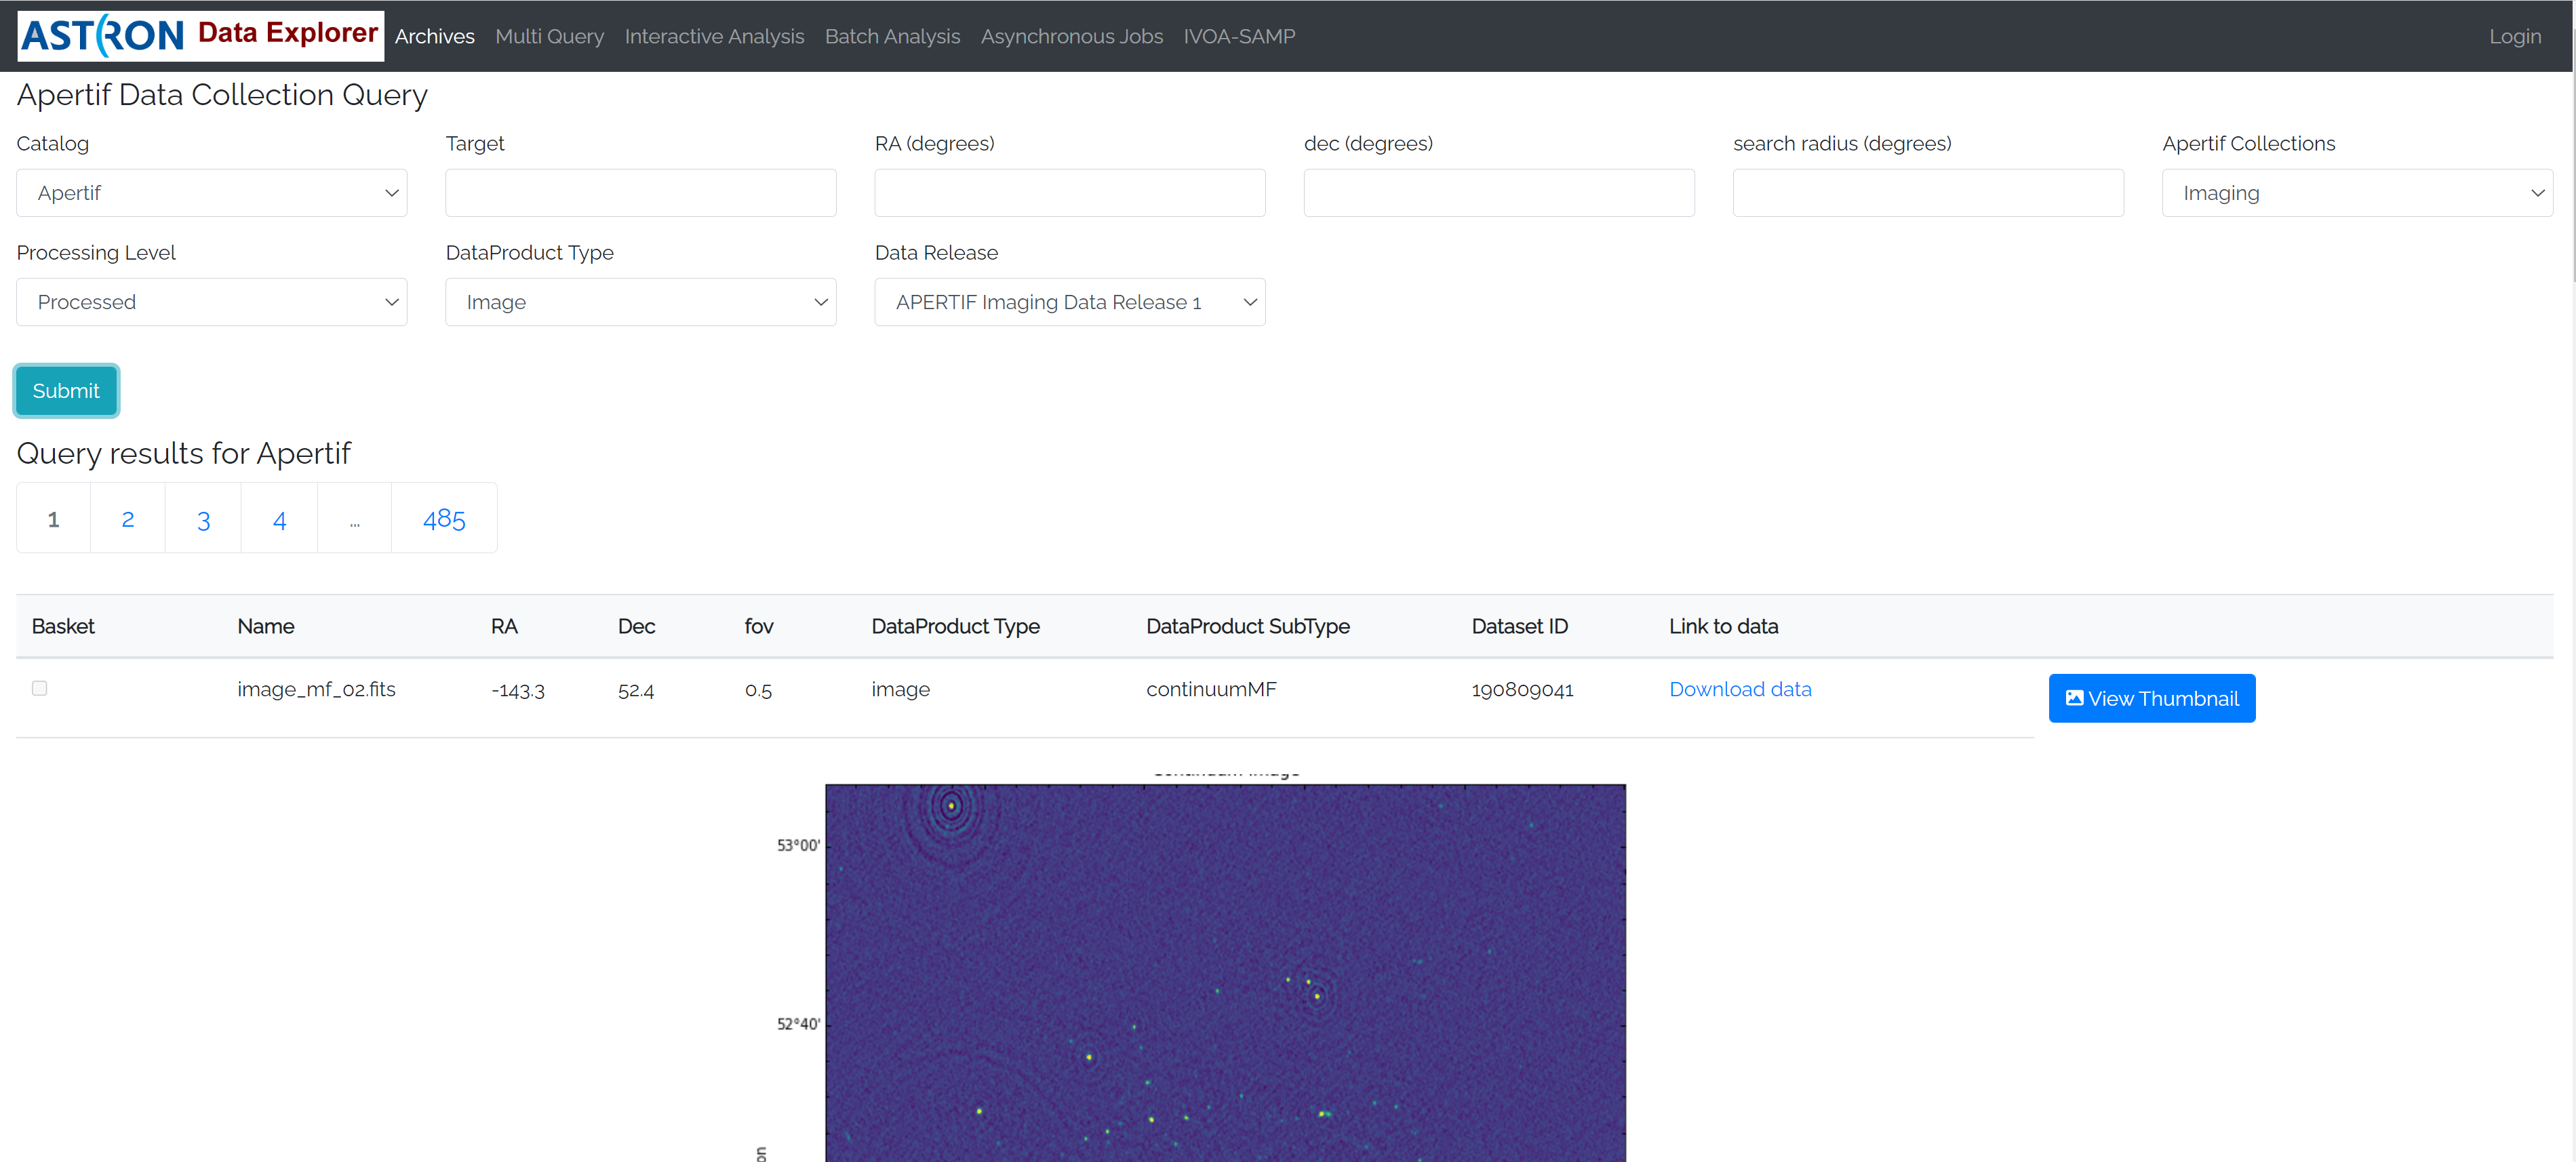 ASTRON Data Explorer Archives Multi Query Interactive Analysis Batch Analysis Asynchronous Jobs IVOA-SAMP Login
Apertif Data Collection Query
Catalog Target RA (degrees) dec (degrees) search radius (degrees) Apertif Collections
Apertif Imaging
Processing Level DataProduct Type Data Release
Processed Image APERTIF Imaging Data Release 1
Submit
Query results for Apertif
1 2 3 4 ... 485
Basket Name RA Dec fov DataProduct Type DataProduct SubType Dataset ID Link to data
image_mf_02.fits -143.3 52.4 0.5 image continuumMF 190809041 Download data View Thumbnail
53°00'
52°40'